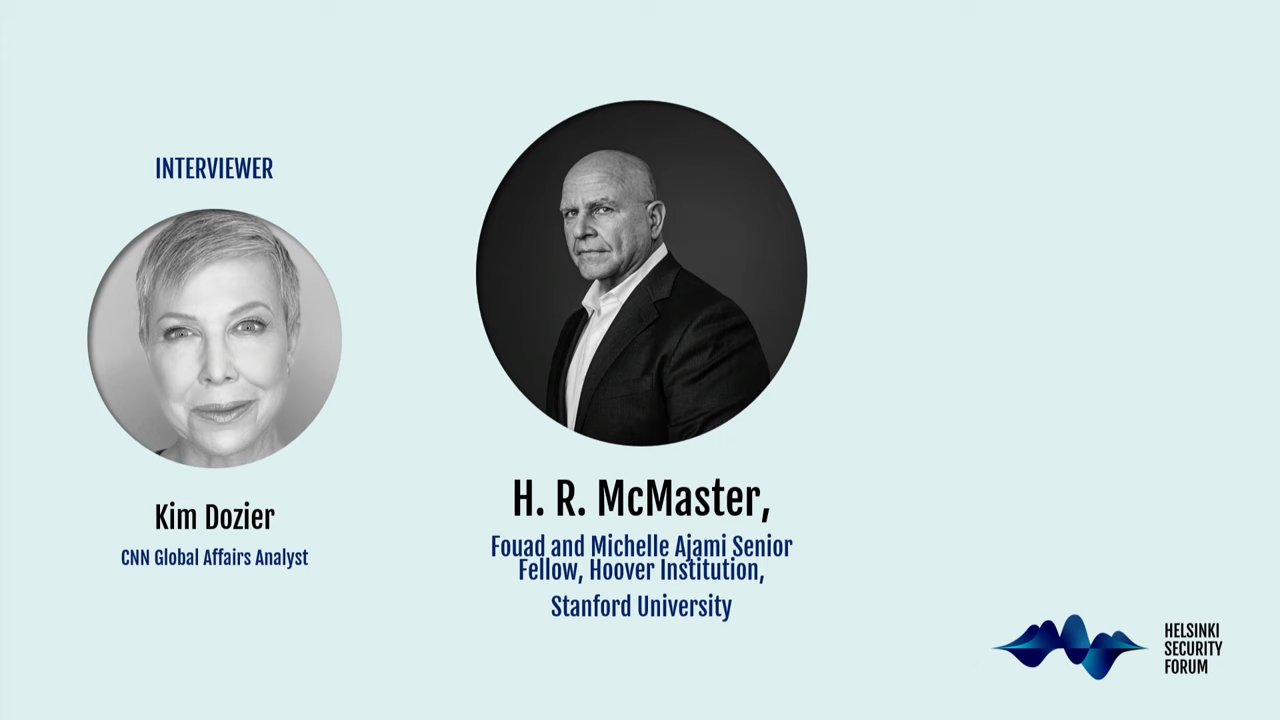 INTERVIEWER
Kim Dozier
CNN Global Affairs Analyst
H. R. McMaster,
Fouad and Michelle Ajami Senior
Fellow, Hoover Institution,
Stanford University
HELSINKI
SECURITY
FORUM